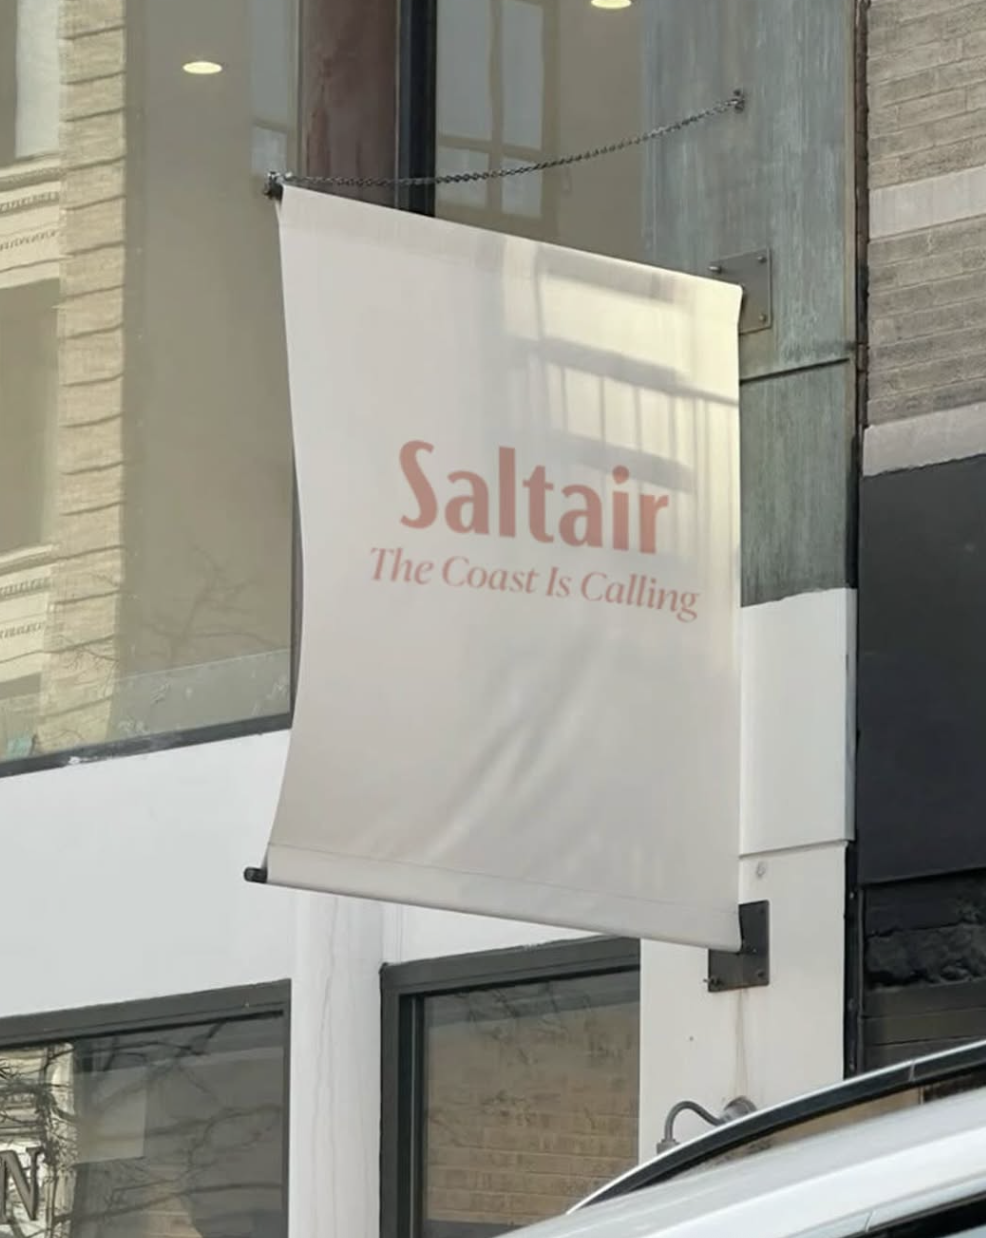 Saltair
The Coast Is Calling
N